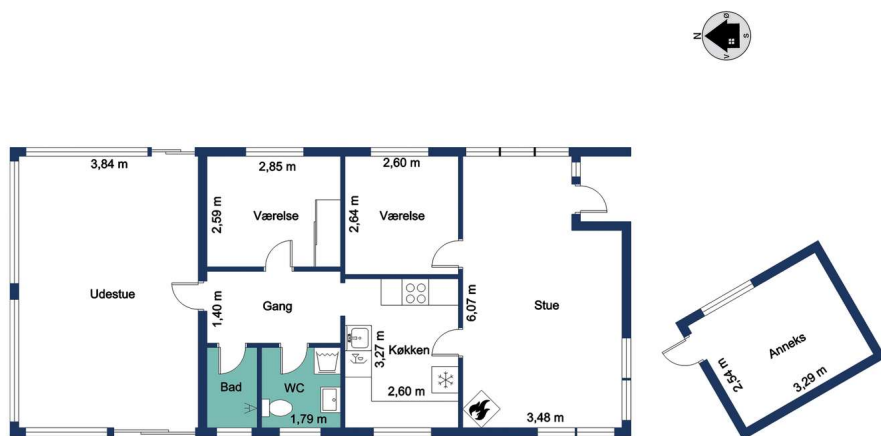 Ø
N
S
V
3,84 m
2,85 m
2,60 m
2,59 m
Værelse
2,64 m
Værelse
Udestue
1,40 m
Gang
6,07 m
Stue
3,27 m
Køkken
Bad
WC
1,79 m
2,60 m
3,48 m
Anneks
2,54 m
3,29 m